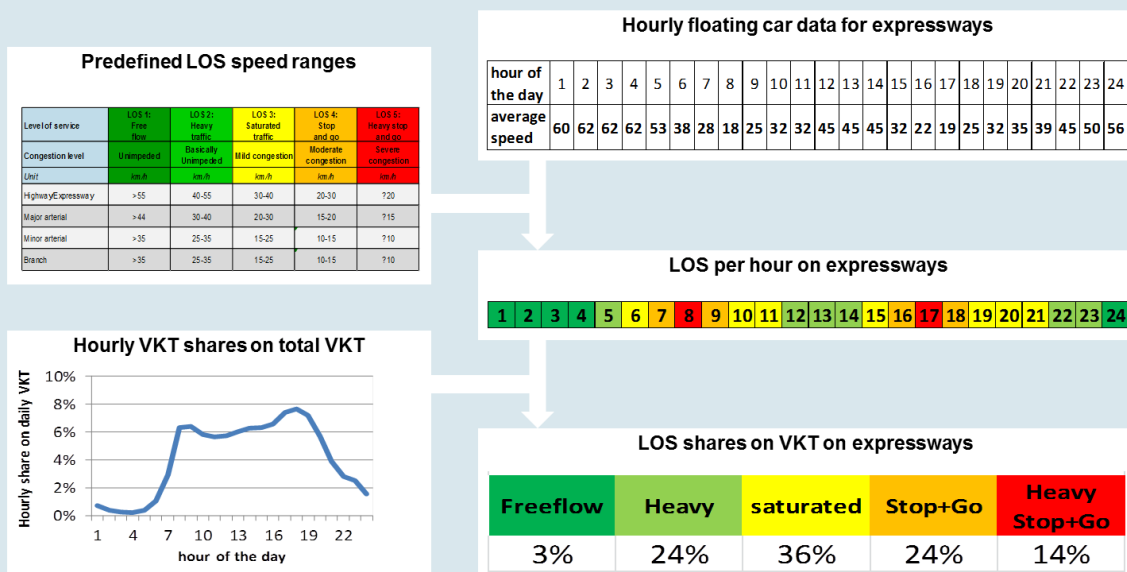 Predefined LOS speed ranges
Level of service
LOS 1:
Free
flow
LOS 2:
Heavy
traffic
LOS 3:
Saturated
traffic
LOS 4:
Stop
and go
LOS 5:
Heavy stop
and go
Congestion level
Unimpeded
Basically
Unimpeded
Mild congestion
Moderate
congestion
Severe
congestion
Unit km/h km/h km/h km/h km/h
Highway/Expressway >55 40-55 30-40 20-30 ?20
Major arterial >44 30-40 20-30 15-20 ?15
Minor arterial >35 25-35 15-25 10-15 ?10
Branch >35 25-35 15-25 10-15 ?10
Hourly floating car data for expressways
hour of
the day
1 2 3 4 5 6 7 8 9 10 11 12 13 14 15 16 17 18 19 20 21 22 23 24
average
speed
60 62 62 62 53 38 28 18 25 32 32 45 45 45 32 22 19 25 32 35 39 45 50 56
LOS per hour on expressways
1 2 3 4 5 6 7 8 9 10 11 12 13 14 15 16 17 18 19 20 21 22 23 24
Hourly VKT shares on total VKT
Hourly share on daily VKT
10%
8%
6%
4%
2%
0%
1 4 7 10 13 16 19 22
hour of the day
LOS shares on VKT on expressways
Freeflow Heavy saturated Stop+Go
Heavy
Stop+Go
3% 24% 36% 24% 14%